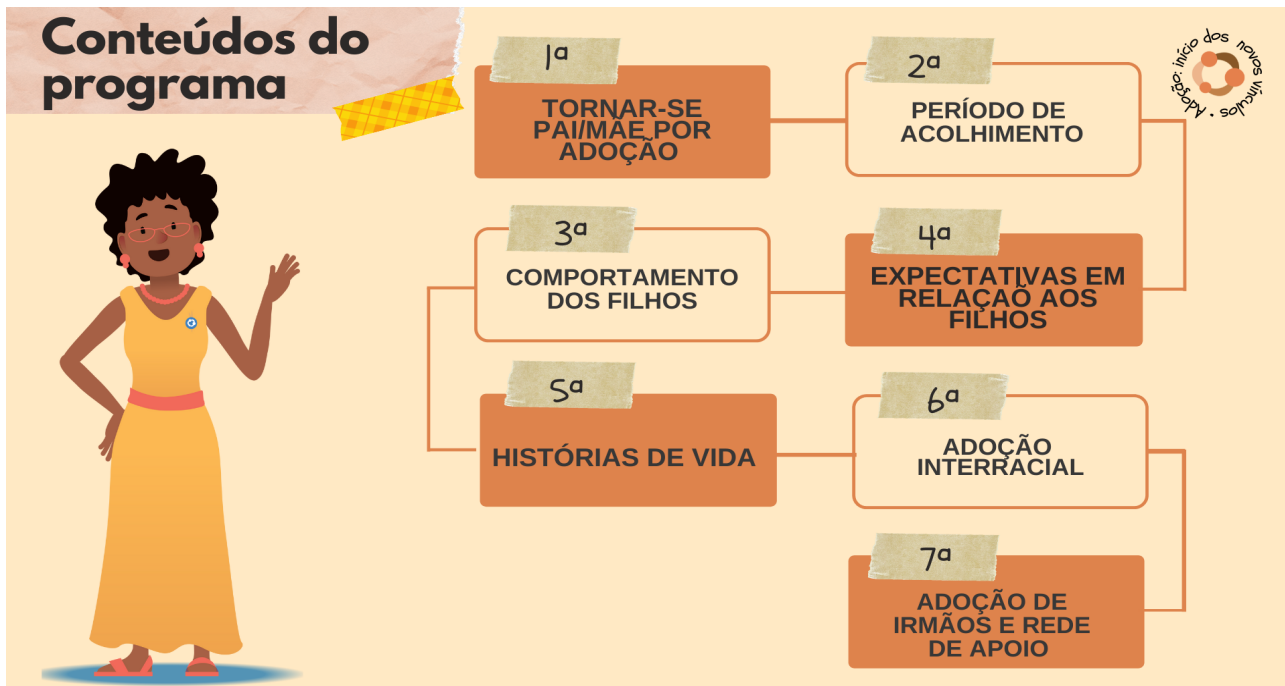 Conteúdos do
programa
1ª
TORNAR-SE
PAI/MÃE POR
ADOÇÃO
2ª
PERÍODO DE
ACOLHIMENTO
Adoção: início dos novos vínculos •
3ª
COMPORTAMENTO
DOS FILHOS
4ª
EXPECTATIVAS EM
RELAÇAÕ AOS
FILHOS
5ª
HISTÓRIAS DE VIDA
6ª
ADOÇÃO
INTERRACIAL
7ª
ADOÇÃO DE
IRMÃOS E REDE
DE APOIO